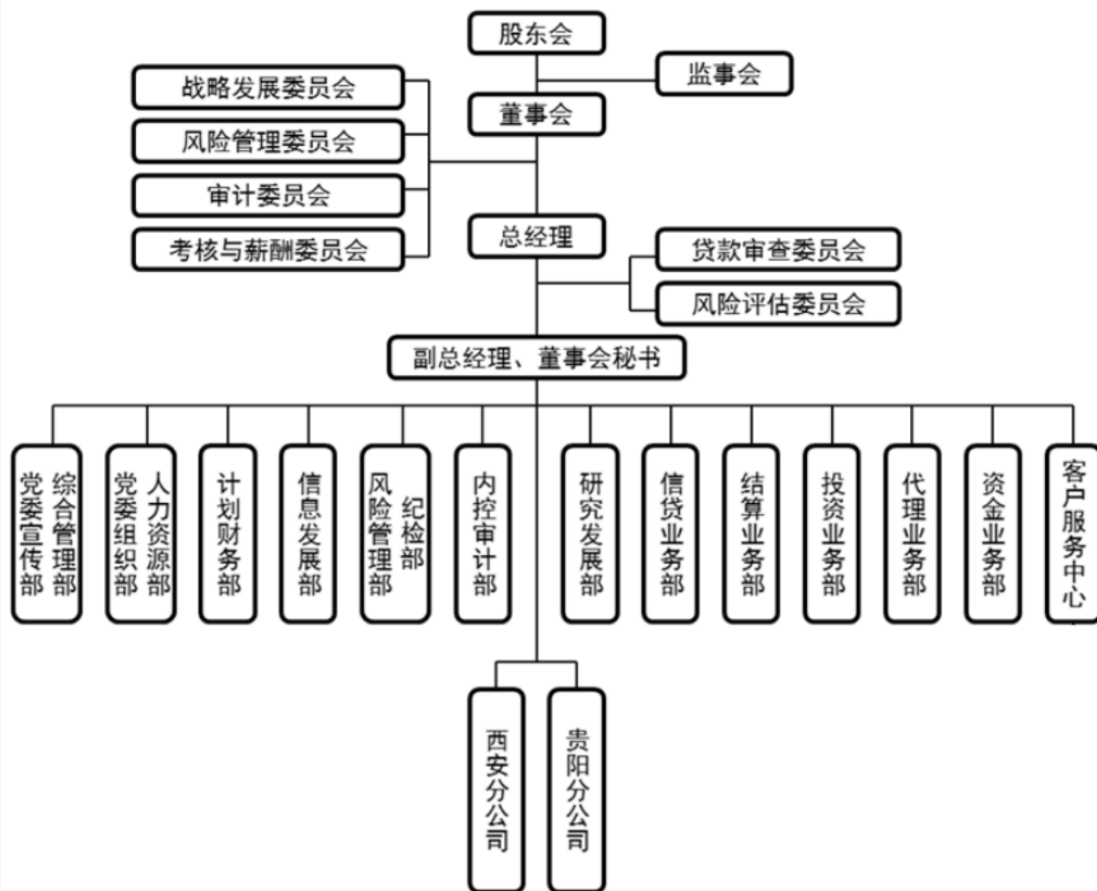 股东会
监事会
战略发展委员会
董事会
风险管理委员会
审计委员会
总经理
考核与薪酬委员会
贷款审查委员会
风险评估委员会
副总经理、董事会秘书
综合管理部
党委宣传部
人力资源部
党委组织部
计划财务部
信息发展部
纪检部
风险管理部
内控审计部
研究发展部
信贷业务部
结算业务部
投资业务部
代理业务部
资金业务部
客户服务中心
西安分公司
贵阳分公司